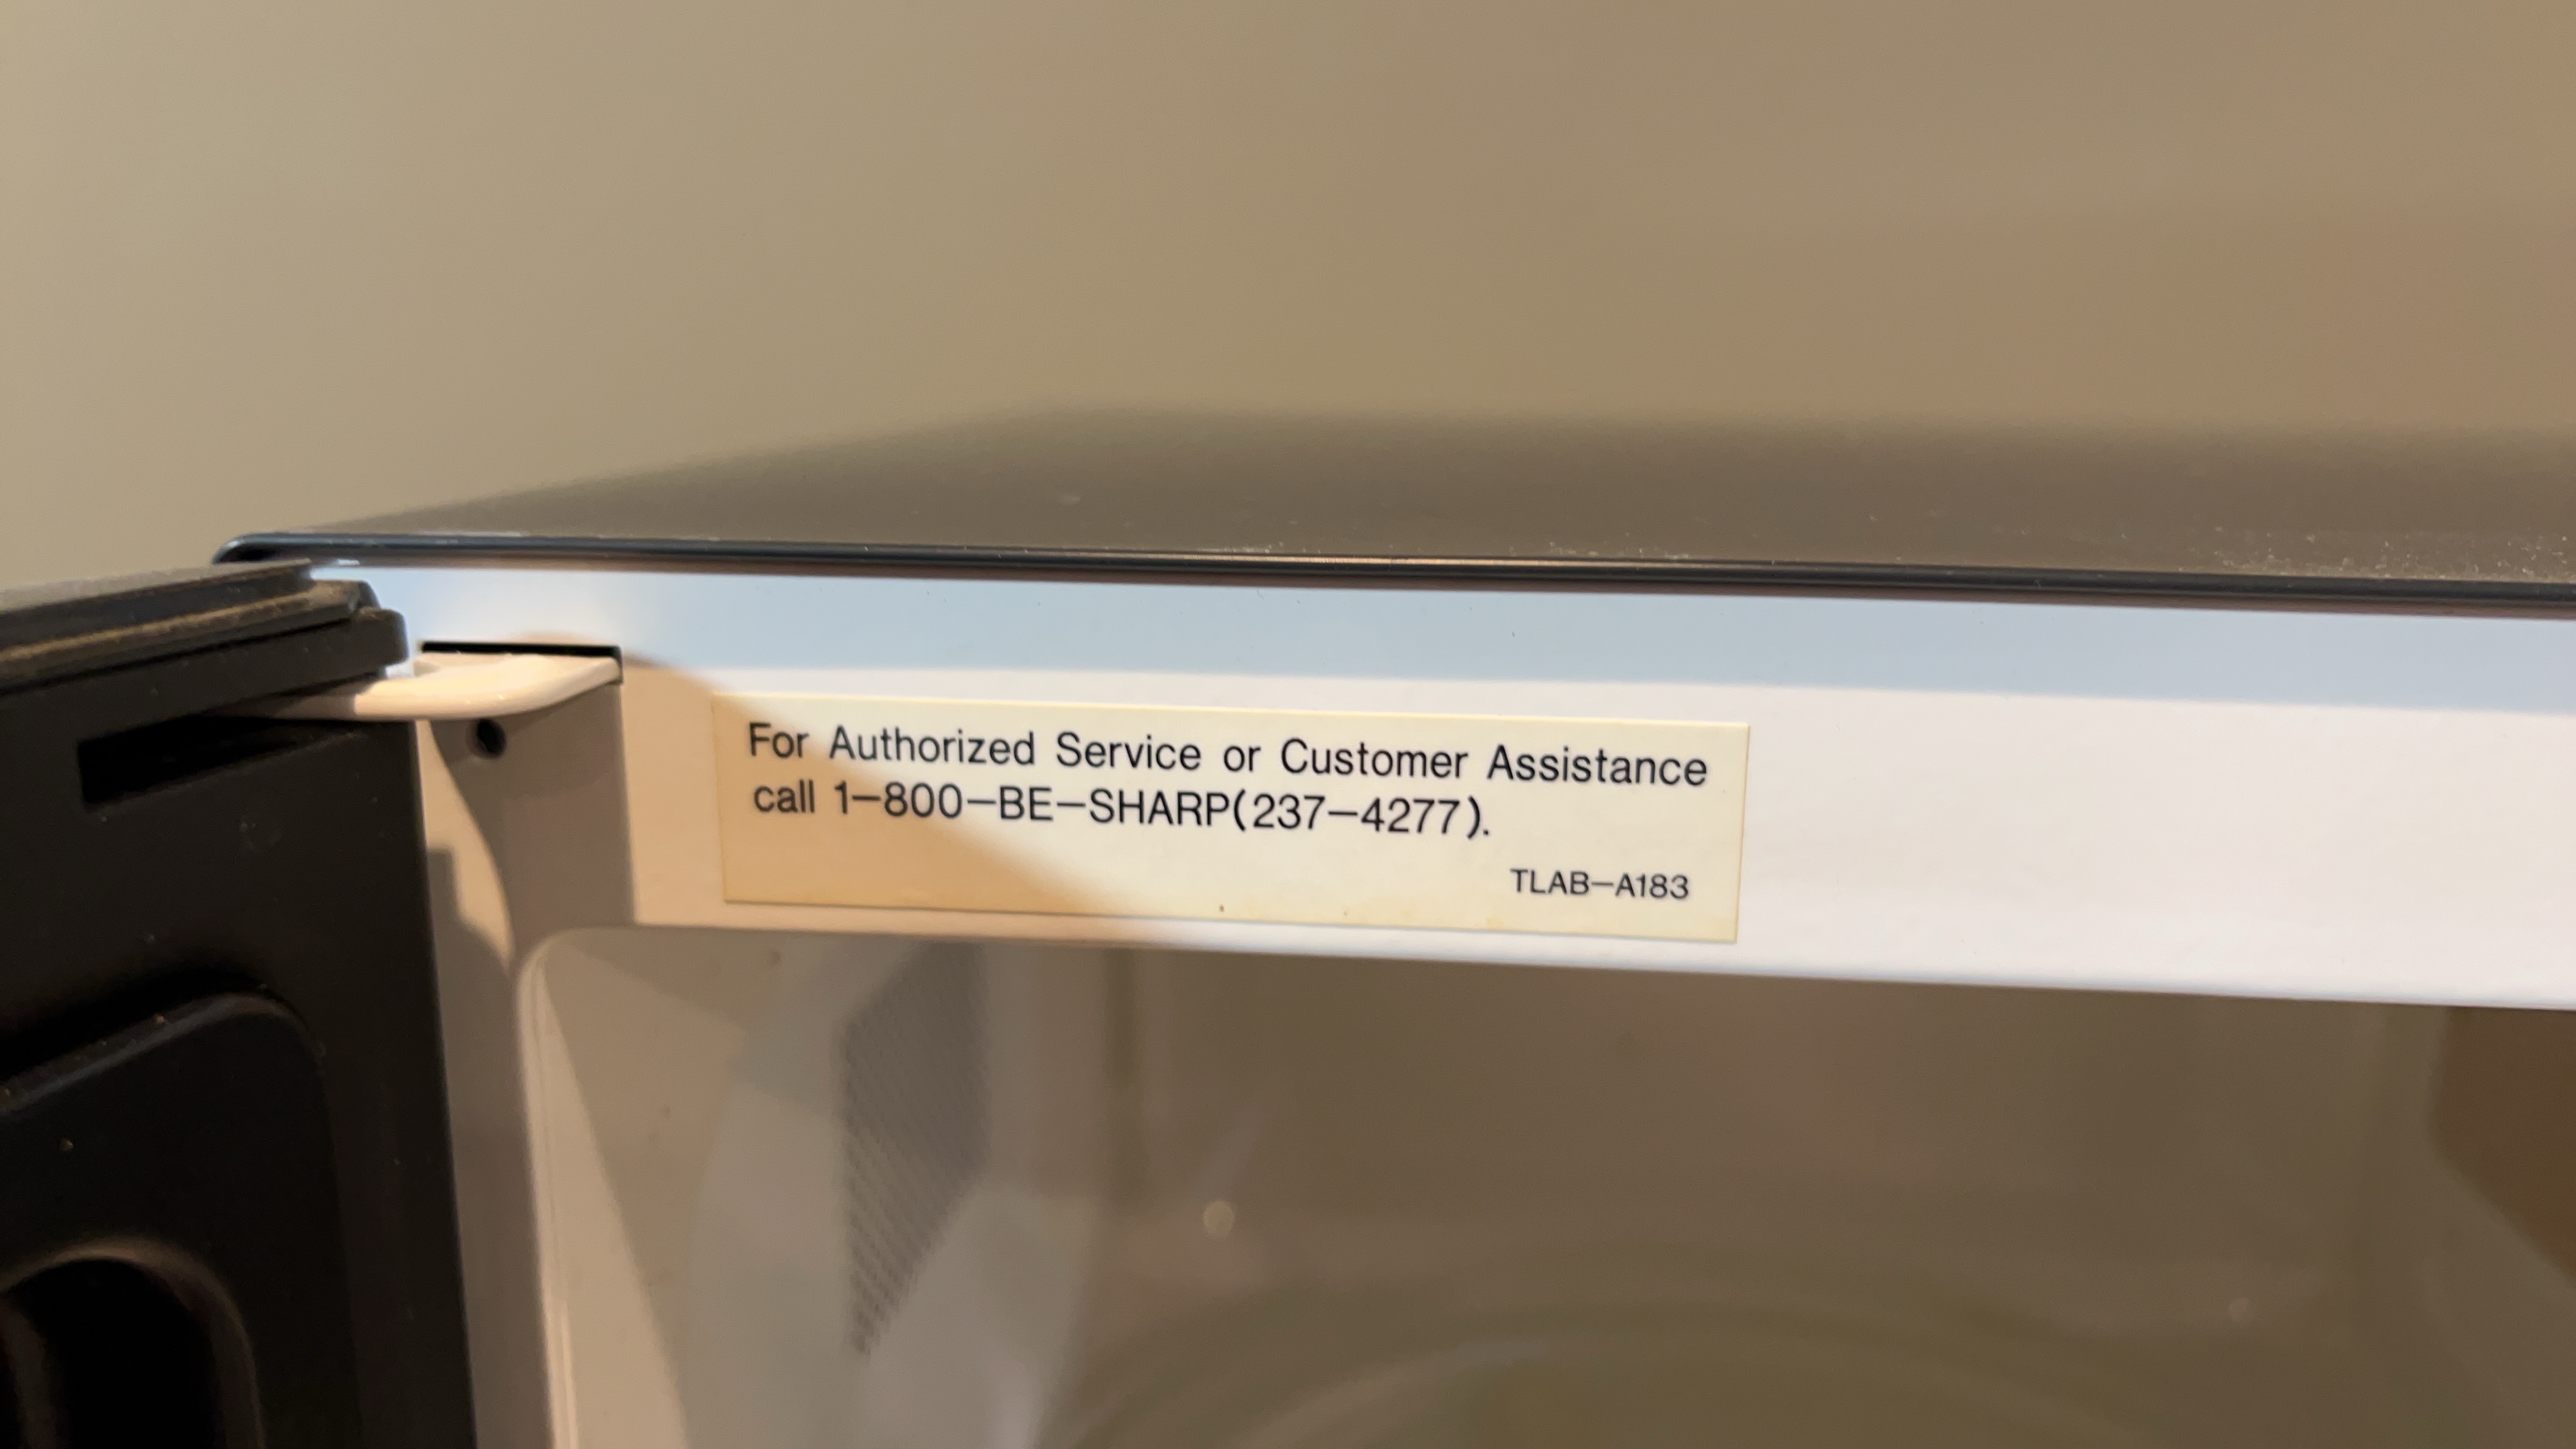 For Authorized Service or Customer Assistance
call 1-800-BE-SHARP(237-4277).
TLAB-A183